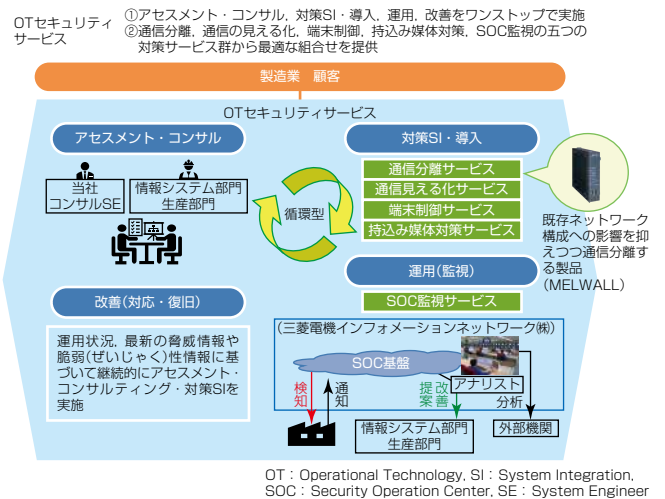 OTセキュリティ
サービス
①アセスメント・コンサル, 対策SI・導入, 運用, 改善をワンストップで実施
②通信分離, 通信の見える化, 端末制御, 持込み媒体対策, SOC監視の五つの
対策サービス群から最適な組合せを提供
製造業　顧客
OTセキュリティサービス
アセスメント・コンサル
当社
コンサルSE
情報システム部門
生産部門
循環型
対策SI・導入
通信分離サービス
通信見える化サービス
端末制御サービス
持込み媒体対策サービス
既存ネットワーク
構成への影響を抑
えつつ通信分離す
る製品
(MELWALL)
運用(監視)
SOC監視サービス
(三菱電機インフォメーションネットワーク㈱)
SOC基盤
アナリスト
検知
通知
改善
提案
分析
情報システム部門
生産部門
外部機関
改善(対応・復旧)
運用状況, 最新の脅威情報や
脆弱(ぜいじゃく)性情報に基
づいて継続的にアセスメント・
コンサルティング・対策SIを
実施
OT：Operational Technology, SI：System Integration,
SOC：Security Operation Center, SE：System Engineer